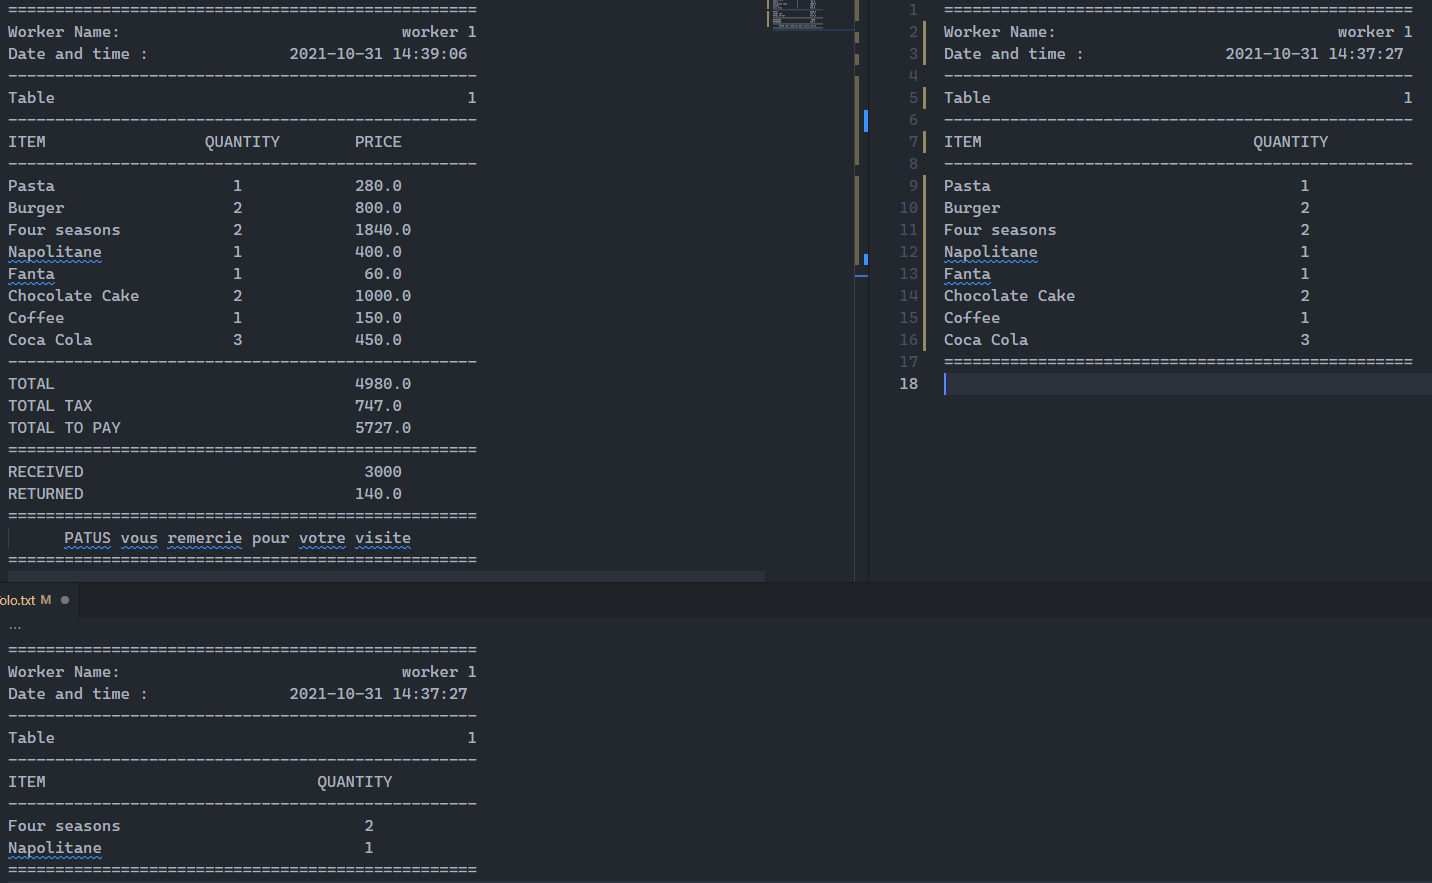 ==================================================
Worker Name:                              worker 1
Date and time :               2021-10-31 14:39:06
--------------------------------------------------
Table                                            1
--------------------------------------------------
ITEM                 QUANTITY        PRICE
--------------------------------------------------
Pasta                   1            280.0
Burger                  2            800.0
Four seasons            2            1840.0
Napolitane              1            400.0
Fanta                   1             60.0
Chocolate Cake          2            1000.0
Coffee                  1            150.0
Coca Cola               3            450.0
--------------------------------------------------
TOTAL                                4980.0
TOTAL TAX                            747.0
TOTAL TO PAY                         5727.0
==================================================
RECEIVED                              3000
RETURNED                             140.0
==================================================
      PATUS vous remercie pour votre visite
==================================================
1 ==================================================
2 Worker Name:                              worker 1
3 Date and time :               2021-10-31 14:37:27
4 --------------------------------------------------
5 Table                                            1
6 --------------------------------------------------
7 ITEM                             QUANTITY
8 --------------------------------------------------
9 Pasta                                 1
10 Burger                                2
11 Four seasons                          2
12 Napolitane                            1
13 Fanta                                 1
14 Chocolate Cake                        2
15 Coffee                                1
16 Coca Cola                             3
17 ==================================================
18
olo.txt M ●
...
==================================================
Worker Name:                              worker 1
Date and time :               2021-10-31 14:37:27
--------------------------------------------------
Table                                            1
--------------------------------------------------
ITEM                             QUANTITY
--------------------------------------------------
Four seasons                          2
Napolitane                            1
==================================================